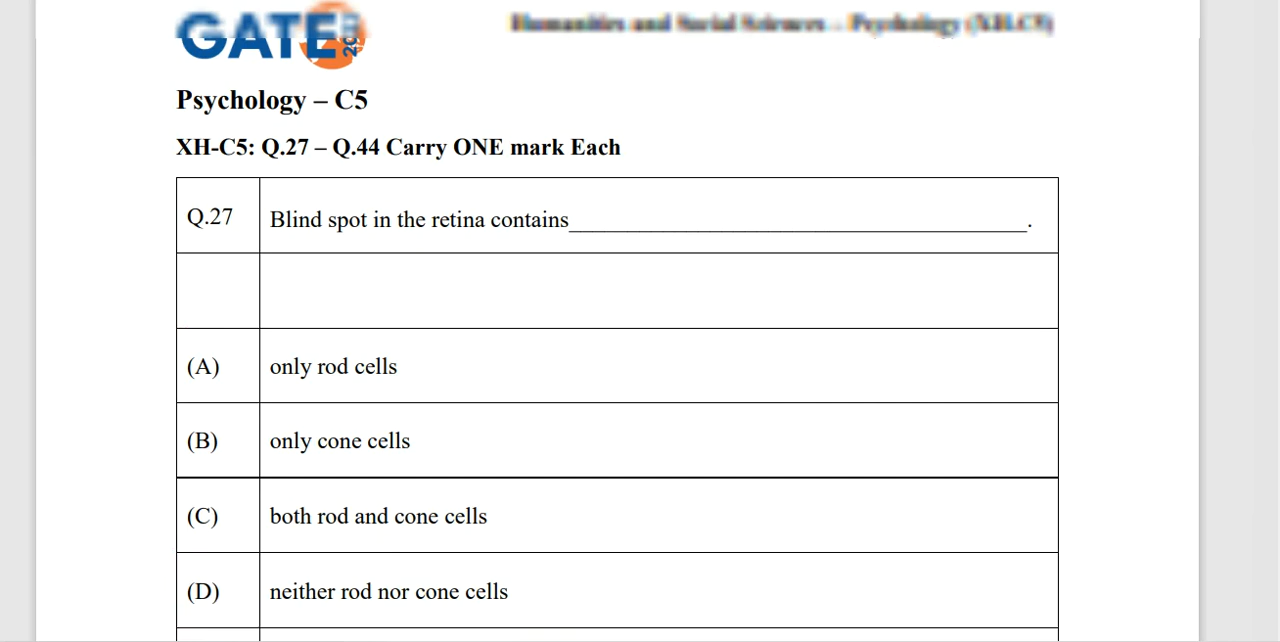 GATE 20
Psychology – C5
XH-C5: Q.27 – Q.44 Carry ONE mark Each
Q.27 Blind spot in the retina contains________________________________________.
(A) only rod cells
(B) only cone cells
(C) both rod and cone cells
(D) neither rod nor cone cells